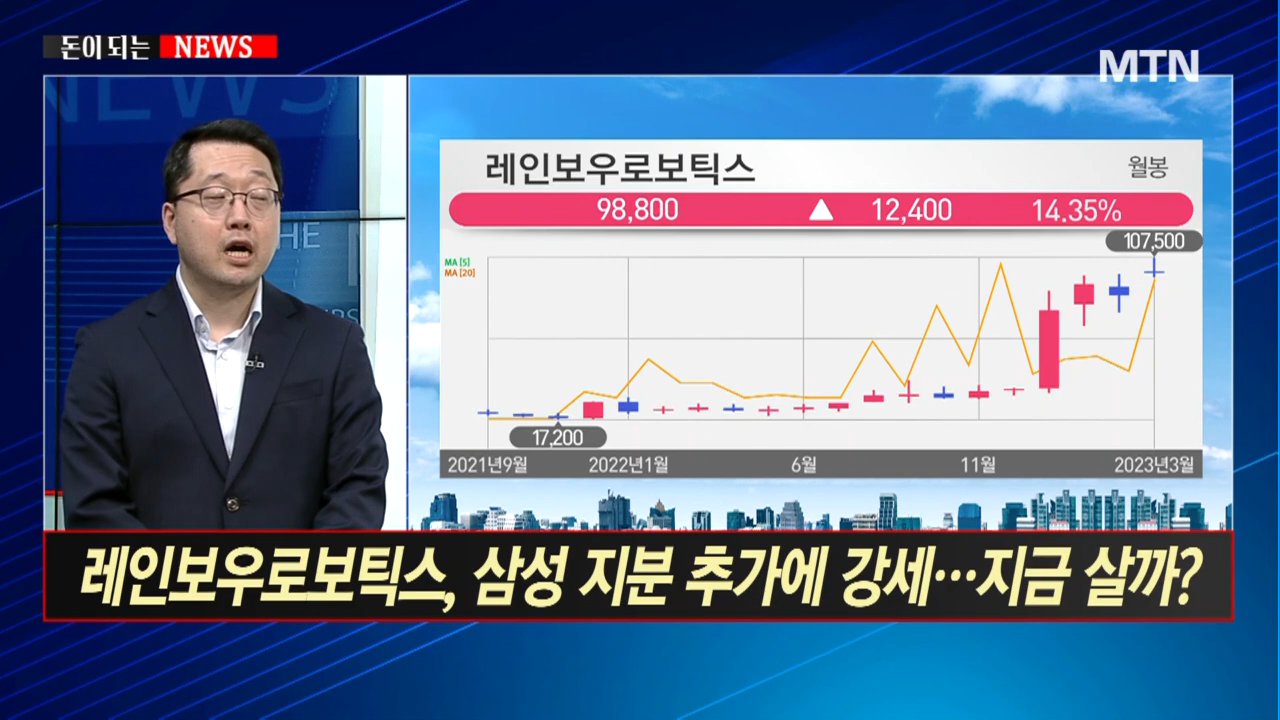 돈이 되는 NEWS
MTN
NEWS
THE
레인보우로보틱스
월봉
98,800 ▲ 12,400 14.35%
107,500
MA [5]
MA [20]
17,200
2021년9월 2022년1월 6월 11월 2023년3월
레인보우로보틱스, 삼성 지분 추가에 강세…지금 살까?